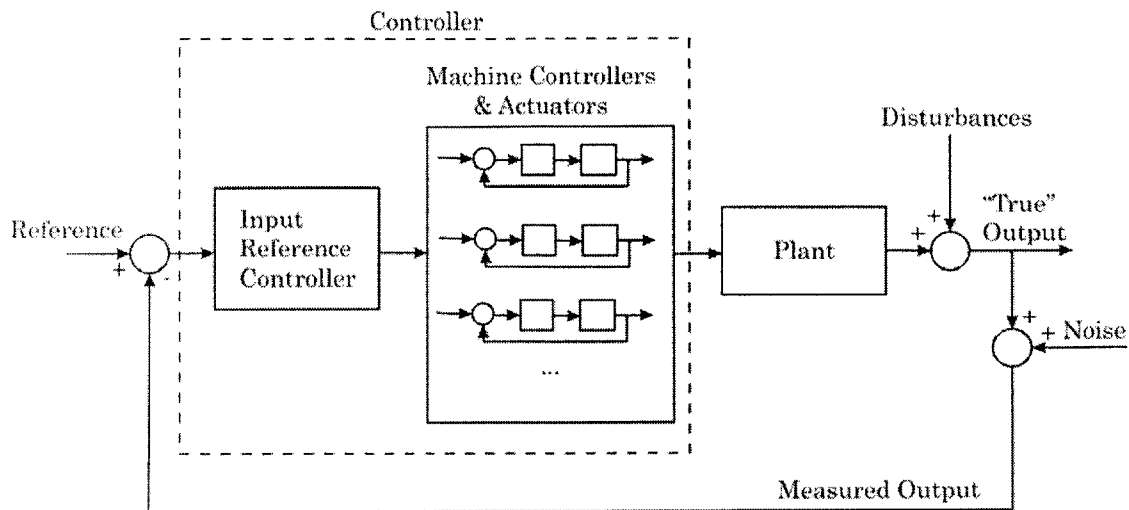 Controller
Machine Controllers
& Actuators
Disturbances
"True"
Output
Reference
Input
Reference
Controller
Plant
+
-
+
+
+
+ Noise
...
Measured Output